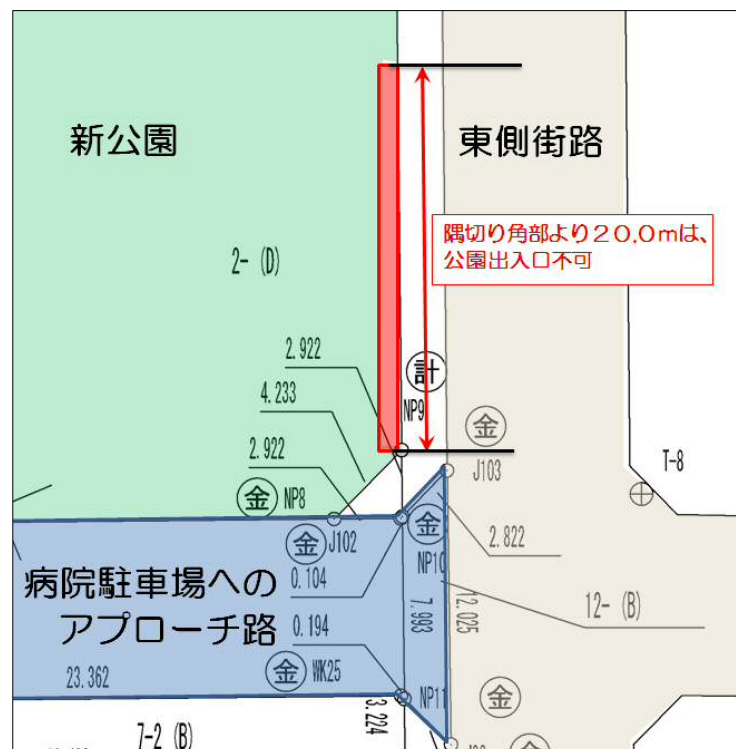 新公園
東側街路
隅切り角部より20.0mは、
公園出入口不可
2- (D)
2.922
計
4.233
NP9
金
2.922
J103
T-8
金
NP8
金
J102
金
NP10
2.822
病院駐車場への
アプローチ路
0.104
7.993
12.025
12- (B)
0.194
金
WK25
23.362
3.224
NP11
金
7-2 (B)